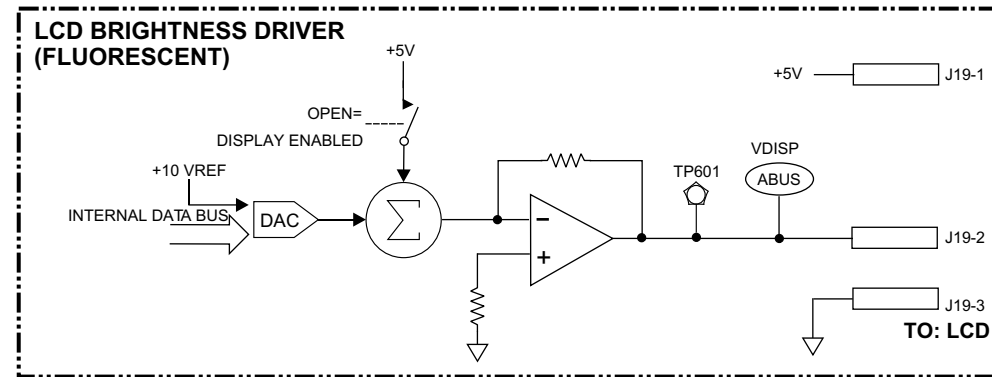 LCD BRIGHTNESS DRIVER
(FLUORESCENT)
+5V
+5V
J19-1
OPEN=
DISPLAY ENABLED
VDISP
+10 VREF
TP601
ABUS
INTERNAL DATA BUS
DAC
Σ
−
+
J19-2
J19-3
TO: LCD